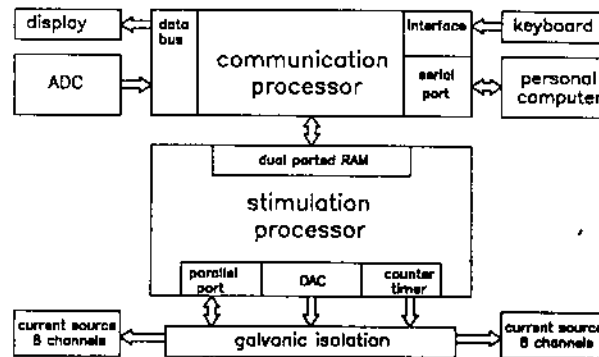 display
data
bus
communication
processor
Interface
serial
port
keyboard
ADC
personal
computer
dual ported RAM
stimulation
processor
parallel
port
DAC
counter
timer
current source
8 channels
galvanic isolation
current source
8 channels